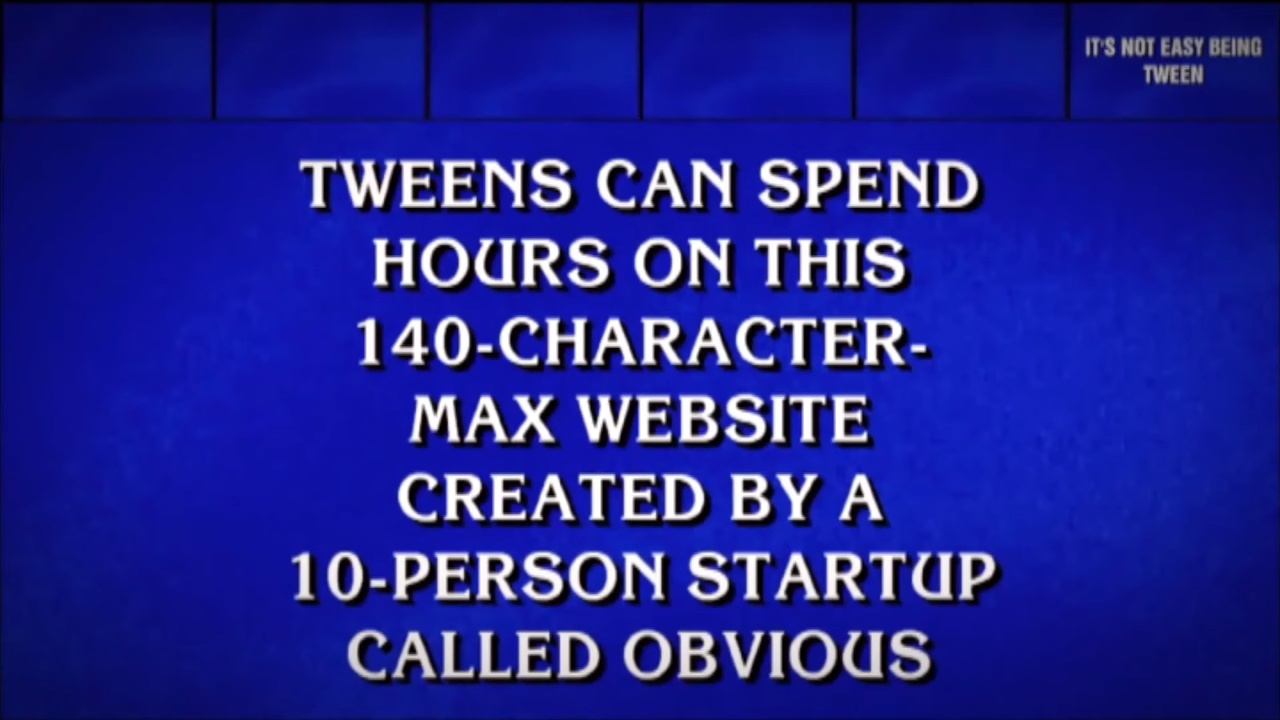 IT'S NOT EASY BEING
TWEEN
TWEENS CAN SPEND
HOURS ON THIS
140-CHARACTER-
MAX WEBSITE
CREATED BY A
10-PERSON STARTUP
CALLED OBVIOUS